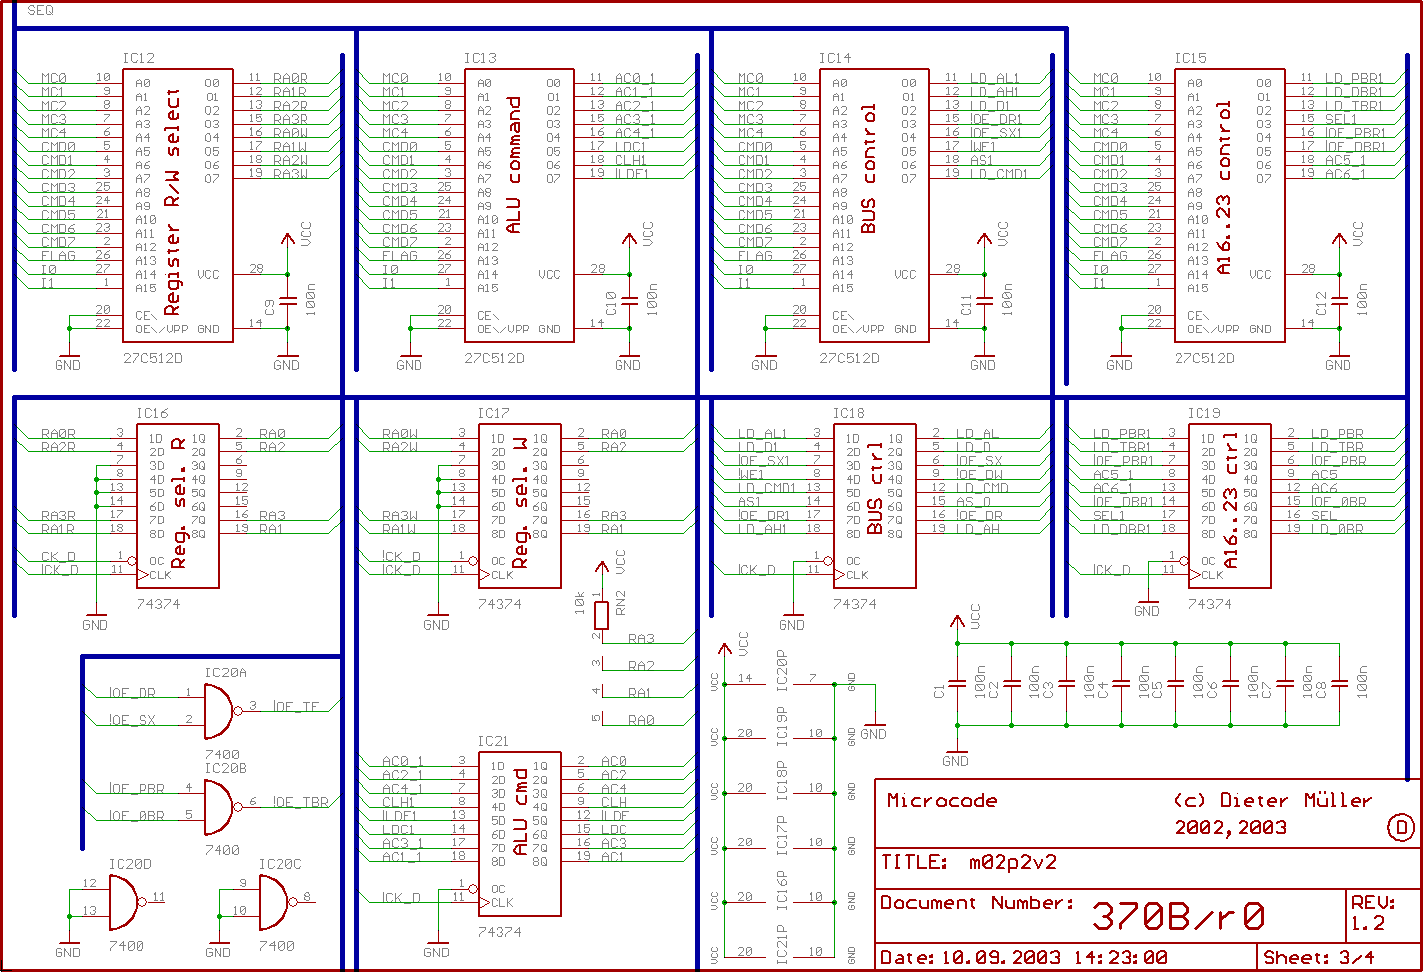 SEQ
IC12
MC0 10 A0 O0 11 RA0R
MC1 9 A1 O1 12 RA1R
MC2 8 A2 O2 13 RA2R
MC3 7 A3 O3 15 RA3R
MC4 6 A4 O4 16 RA0W
CMD0 5 A5 O5 17 RA1W
CMD1 4 A6 O6 18 RA2W
CMD2 3 A7 O7 19 RA3W
CMD3 25 A8
CMD4 24 A9
CMD5 21 A10
CMD6 23 A11
CMD7 2 A12
FLAG 26 A13
I0 27 A14 VCC 28
I1 1 A15
20 CE\
22 OE\/VPP GND 14
Register R/W select
VCC
C9
100n
GND
27C512D
GND
IC13
MC0 10 A0 O0 11 AC0_1
MC1 9 A1 O1 12 AC1_1
MC2 8 A2 O2 13 AC2_1
MC3 7 A3 O3 15 AC3_1
MC4 6 A4 O4 16 AC4_1
CMD0 5 A5 O5 17 LDC1
CMD1 4 A6 O6 18 CLH1
CMD2 3 A7 O7 19 !LDF1
CMD3 25 A8
CMD4 24 A9
CMD5 21 A10
CMD6 23 A11
CMD7 2 A12
FLAG 26 A13
I0 27 A14 VCC 28
I1 1 A15
20 CE\
22 OE\/VPP GND 14
ALU command
VCC
C10
100n
GND
27C512D
GND
IC14
MC0 10 A0 O0 11 LD_AL1
MC1 9 A1 O1 12 LD_AH1
MC2 8 A2 O2 13 LD_D1
MC3 7 A3 O3 15 !OE_DR1
MC4 6 A4 O4 16 !OE_SX1
CMD0 5 A5 O5 17 !WE1
CMD1 4 A6 O6 18 AS1
CMD2 3 A7 O7 19 LD_CMD1
CMD3 25 A8
CMD4 24 A9
CMD5 21 A10
CMD6 23 A11
CMD7 2 A12
FLAG 26 A13
I0 27 A14 VCC 28
I1 1 A15
20 CE\
22 OE\/VPP GND 14
BUS control
VCC
C11
100n
GND
27C512D
GND
IC15
MC0 10 A0 O0 11 LD_PBR1
MC1 9 A1 O1 12 LD_DBR1
MC2 8 A2 O2 13 LD_TBR1
MC3 7 A3 O3 15 SEL1
MC4 6 A4 O4 16 !OE_PBR1
CMD0 5 A5 O5 17 !OE_DBR1
CMD1 4 A6 O6 18 AC5_1
CMD2 3 A7 O7 19 AC6_1
CMD3 25 A8
CMD4 24 A9
CMD5 21 A10
CMD6 23 A11
CMD7 2 A12
FLAG 26 A13
I0 27 A14 VCC 28
I1 1 A15
20 CE\
22 OE\/VPP GND 14
A16..23 control
VCC
C12
100n
GND
27C512D
GND
IC16
RA0R 3 1D 1Q 2 RA0
RA2R 4 2D 2Q 5 RA2
7 3D 3Q 6
8 4D 4Q 9
13 5D 5Q 12
14 6D 6Q 15
RA3R 17 7D 7Q 16 RA3
RA1R 18 8D 8Q 19 RA1
CK_D 1 OC
!CK_D 11 CLK
Reg. sel. R
74374
GND
IC17
RA0W 3 1D 1Q 2 RA0
RA2W 4 2D 2Q 5 RA2
7 3D 3Q 6
8 4D 4Q 9
13 5D 5Q 12
14 6D 6Q 15
RA3W 17 7D 7Q 16 RA3
RA1W 18 8D 8Q 19 RA1
!CK_D 1 OC
!CK_D 11 CLK
Reg. sel. W
74374
GND
VCC
10k
RN2
1
2 RA3
3 RA2
4 RA1
5 RA0
IC18
LD_AL1 3 1D 1Q 2 LD_AL
LD_D1 4 2D 2Q 5 LD_D
!OE_SX1 7 3D 3Q 6 !OE_SX
!WE1 8 4D 4Q 9 !OE_DW
LD_CMD1 13 5D 5Q 12 LD_CMD
AS1 14 6D 6Q 15 AS_O
!OE_DR1 17 7D 7Q 16 !OE_DR
LD_AH1 18 8D 8Q 19 LD_AH
1 OC
!CK_D 11 CLK
BUS ctrl
74374
GND
IC19
LD_PBR1 3 1D 1Q 2 LD_PBR
LD_TBR1 4 2D 2Q 5 LD_TBR
!OE_PBR1 7 3D 3Q 6 !OE_PBR
AC5_1 8 4D 4Q 9 AC5
AC6_1 13 5D 5Q 12 AC6
!OE_DBR1 14 6D 6Q 15 !OE_0BR
SEL1 17 7D 7Q 16 SEL
LD_DBR1 18 8D 8Q 19 LD_0BR
1 OC
!CK_D 11 CLK
A16..23 ctrl
74374
GND
IC20A
!OE_DR 1
!OE_SX 2
3 !OE_TF
7400
IC20B
!OE_PBR 4
!OE_0BR 5
6 !OE_TBR
7400
IC20D
12
13
11
7400
GND
IC20C
9
10
8
7400
GND
IC21
AC0_1 3 1D 1Q 2 AC0
AC2_1 4 2D 2Q 5 AC2
AC4_1 7 3D 3Q 6 AC4
CLH1 8 4D 4Q 9 CLH
!LDF1 13 5D 5Q 12 !LDF
LDC1 14 6D 6Q 15 LDC
AC3_1 17 7D 7Q 16 AC3
AC1_1 18 8D 8Q 19 AC1
1 OC
!CK_D 11 CLK
ALU cmd
74374
GND
VCC
VCC 14 IC20P 7 GND
GND
VCC 20 IC19P 10 GND
VCC 20 IC18P 10 GND
VCC 20 IC17P 10 GND
VCC 20 IC16P 10 GND
VCC 20 IC21P 10 GND
VCC
C1 100n
C2 100n
C3 100n
C4 100n
C5 100n
C6 100n
C7 100n
C8 100n
GND
Microcode (c) Dieter Müller
2002,2003
D
TITLE: m02p2v2
Document Number: 370B/r0
REV: 1.2
Date: 10.09.2003 14:23:00
Sheet: 3/4